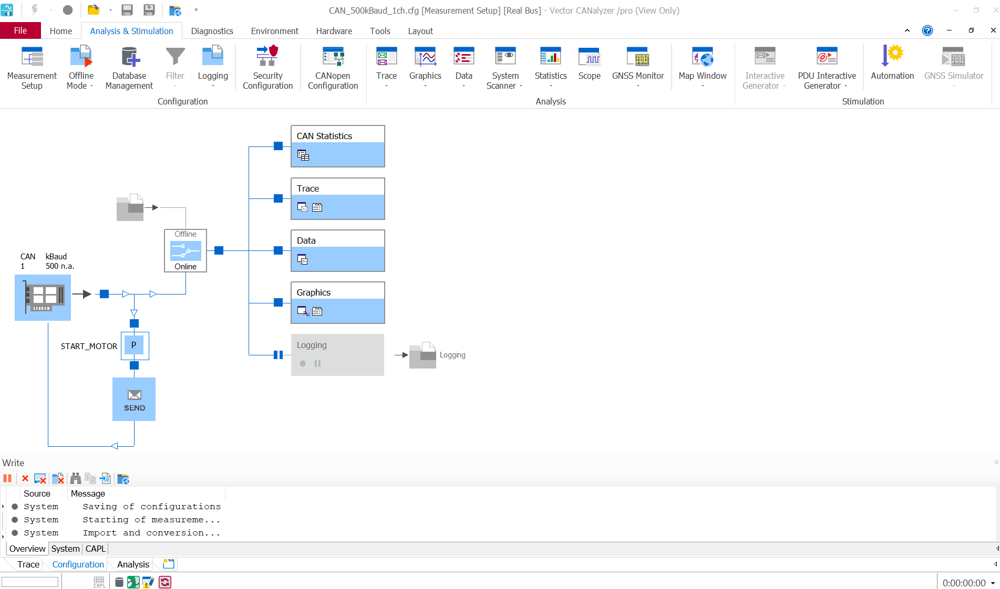 CAN_500kBaud_1ch.cfg [Measurement Setup] [Real Bus] - Vector CANalyzer /pro (View Only)
File Home Analysis & Stimulation Diagnostics Environment Hardware Tools Layout
Measurement Setup
Offline Mode
Database Management
Filter
Logging
Security Configuration
CANopen Configuration
Trace
Graphics
Data
System Scanner
Statistics
Scope
GNSS Monitor
Map Window
Interactive Generator
PDU Interactive Generator
Automation
GNSS Simulator
Configuration
Analysis
Stimulation
CAN Statistics
Trace
Offline
Online
Data
CAN kBaud
1 500 n.a.
Graphics
START_MOTOR
P
Logging
Logging
SEND
Write
Source Message
System Saving of configurations
System Starting of measureme...
System Import and conversion...
Overview System CAPL
Trace Configuration Analysis
CAPL
0:00:00:00